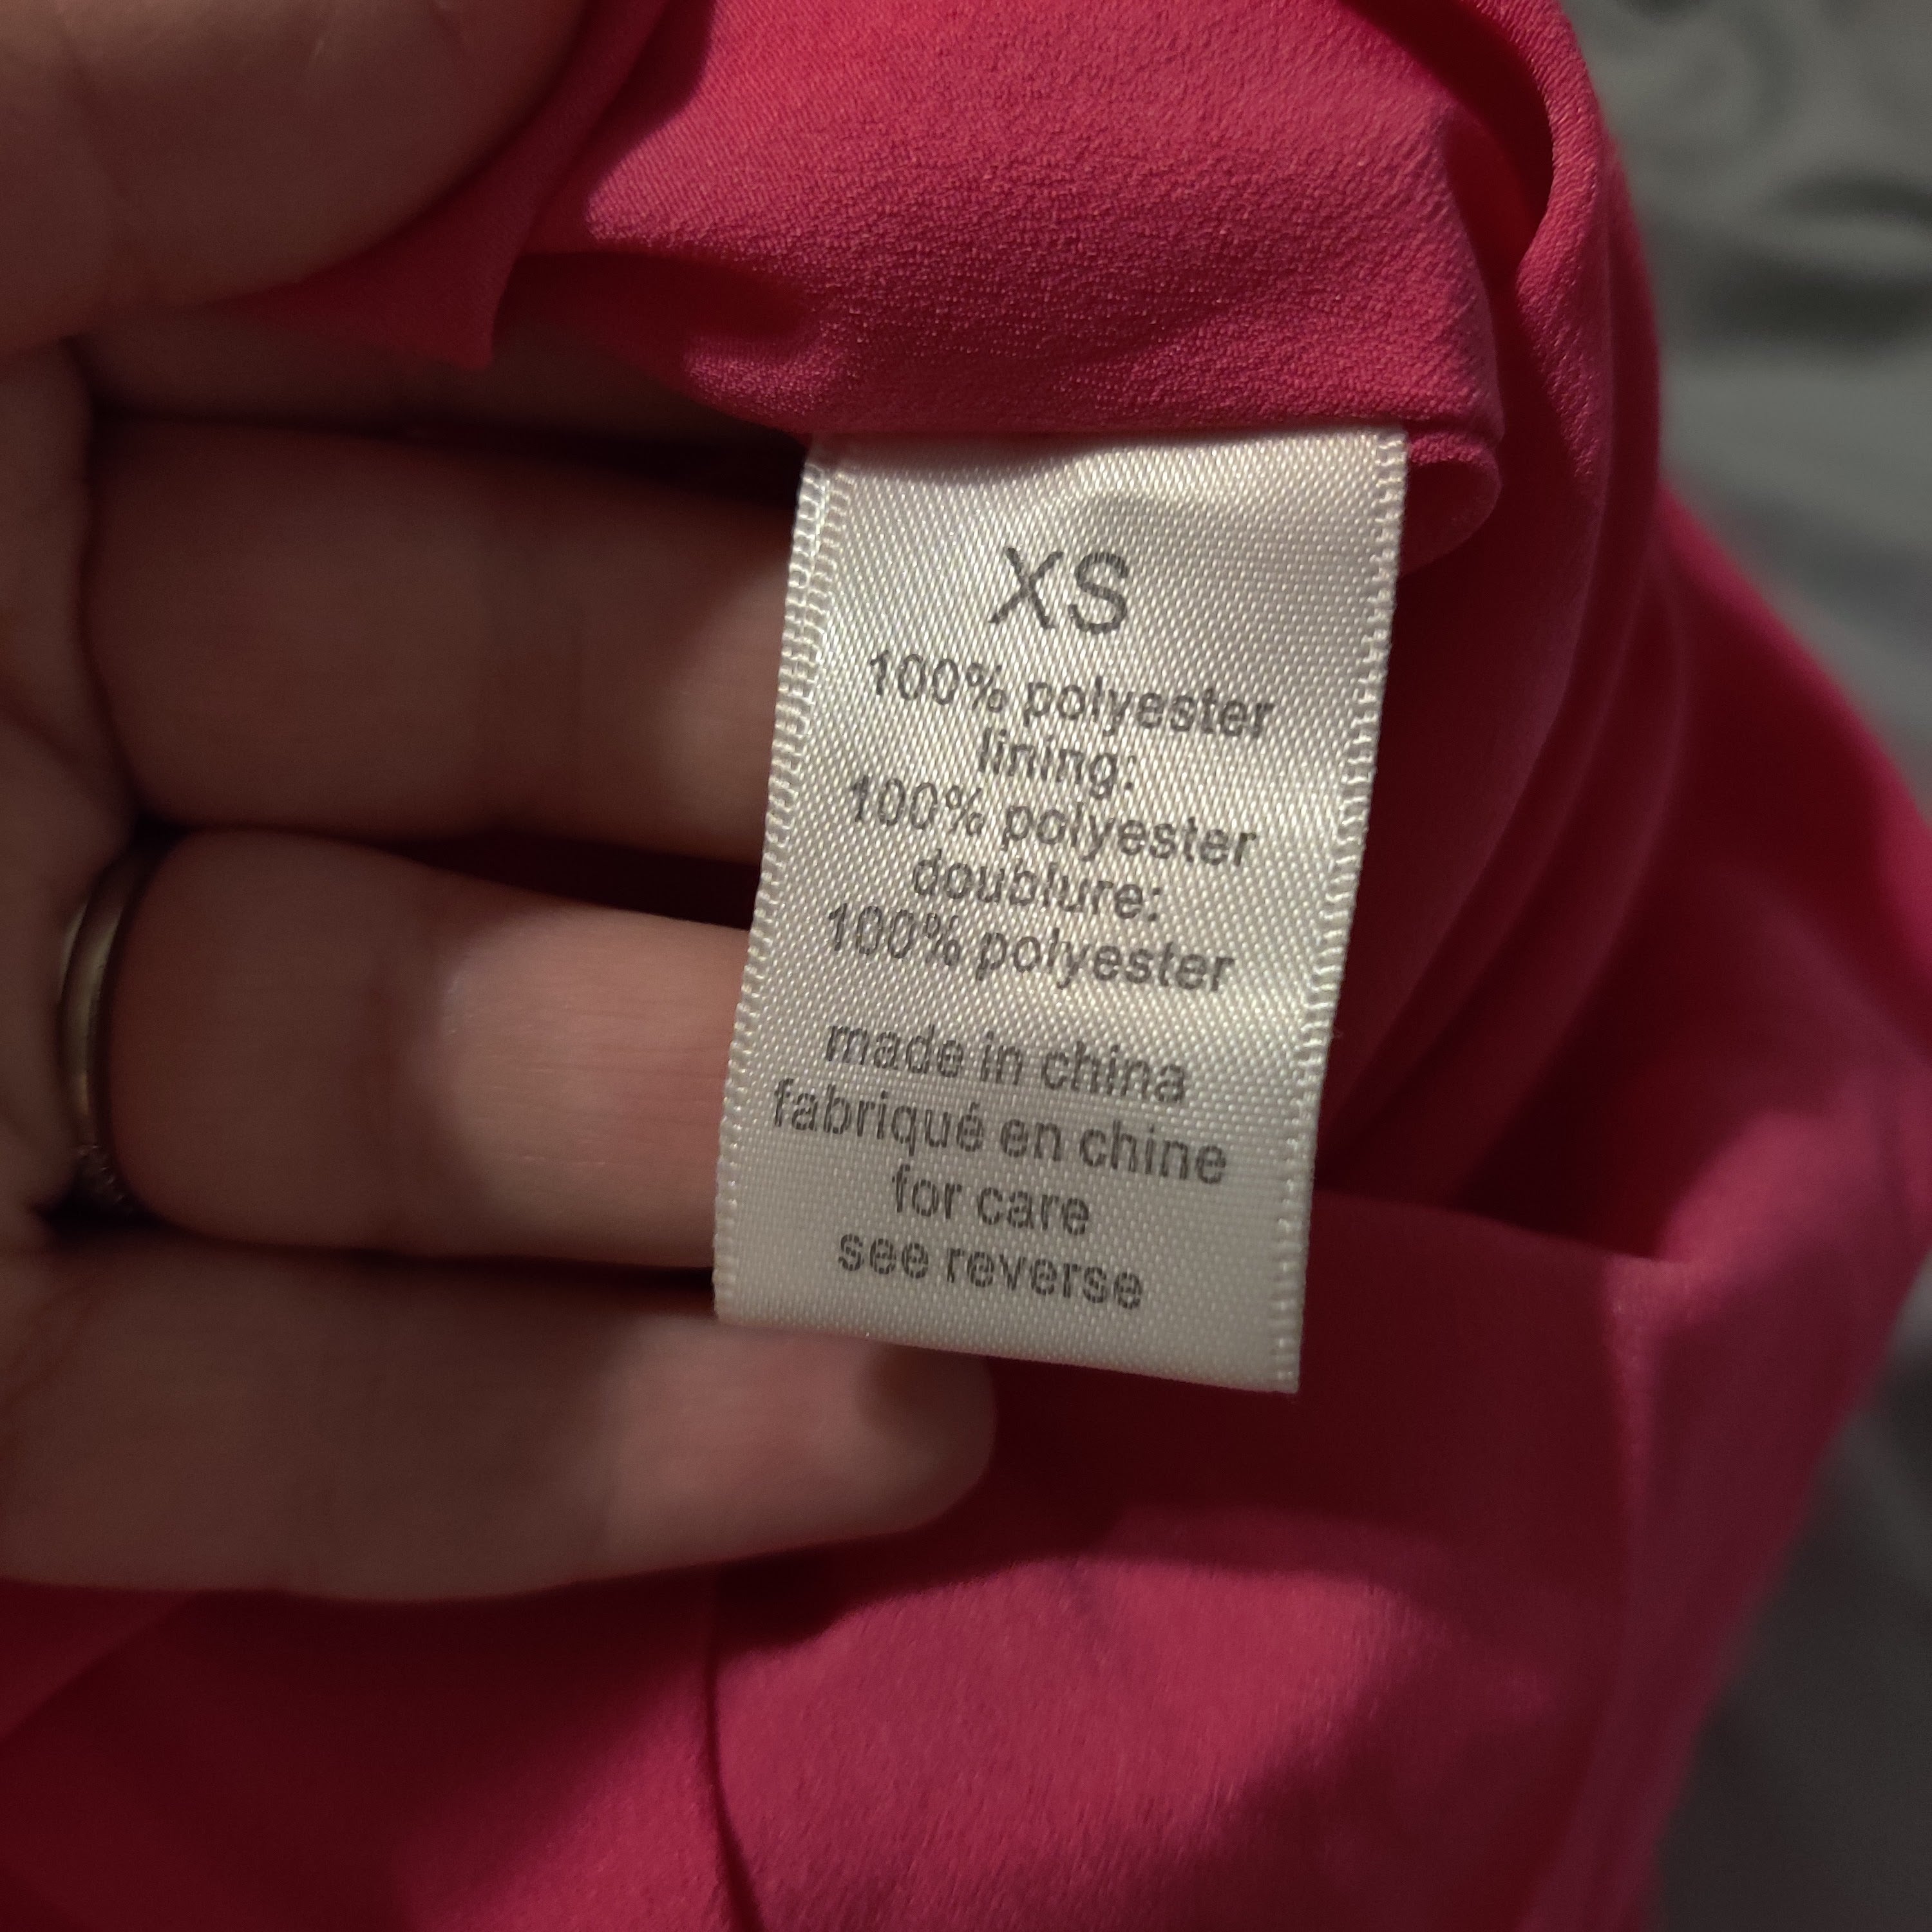 XS
100% polyester
lining:
100% polyester
doublure:
100% polyester
made in china
fabriqué en chine
for care
see reverse